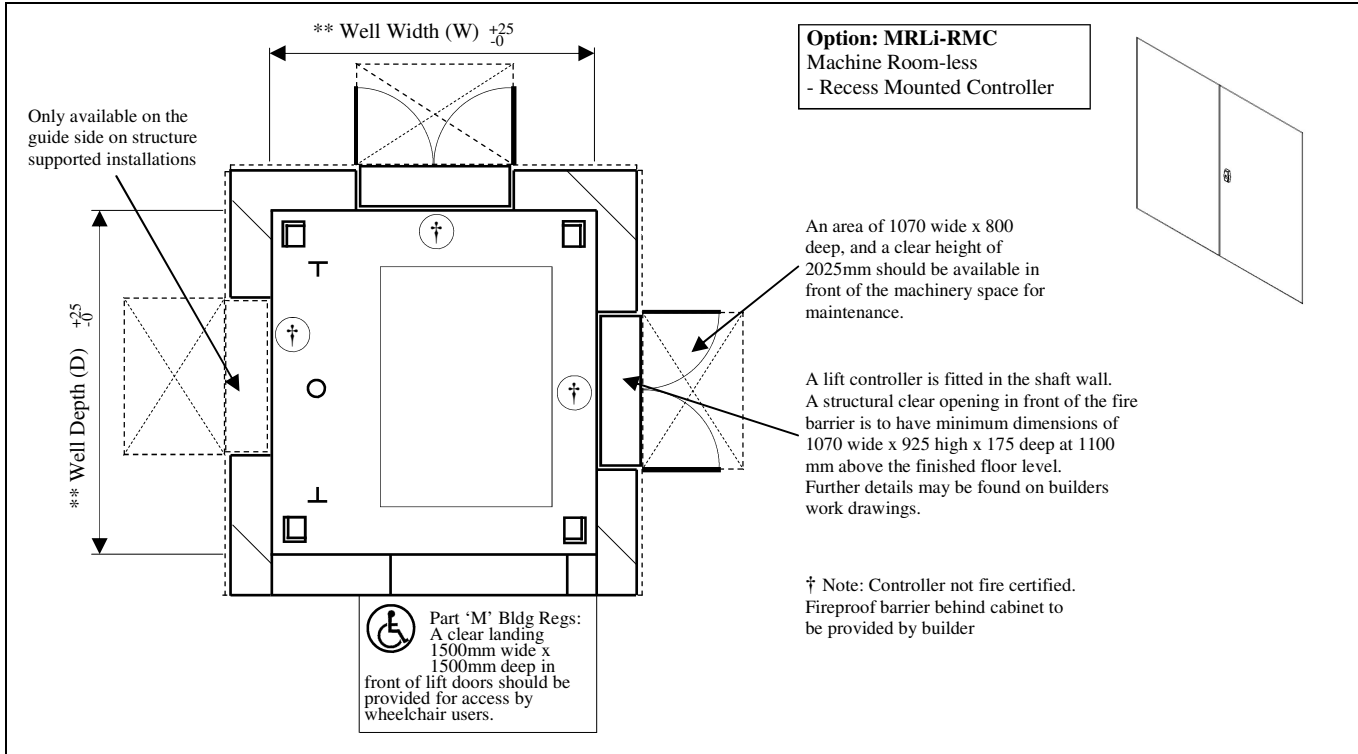 ** Well Width (W) +25 -0
Option: MRLi-RMC
Machine Room-less
- Recess Mounted Controller
Only available on the
guide side on structure
supported installations
An area of 1070 wide x 800
deep, and a clear height of
2025mm should be available in
front of the machinery space for
maintenance.
** Well Depth (D) +25 -0
†
†
†
A lift controller is fitted in the shaft wall.
A structural clear opening in front of the fire
barrier is to have minimum dimensions of
1070 wide x 925 high x 175 deep at 1100
mm above the finished floor level.
Further details may be found on builders
work drawings.
† Note: Controller not fire certified.
Fireproof barrier behind cabinet to
be provided by builder
Part ‘M’ Bldg Regs:
A clear landing
1500mm wide x
1500mm deep in
front of lift doors should be
provided for access by
wheelchair users.